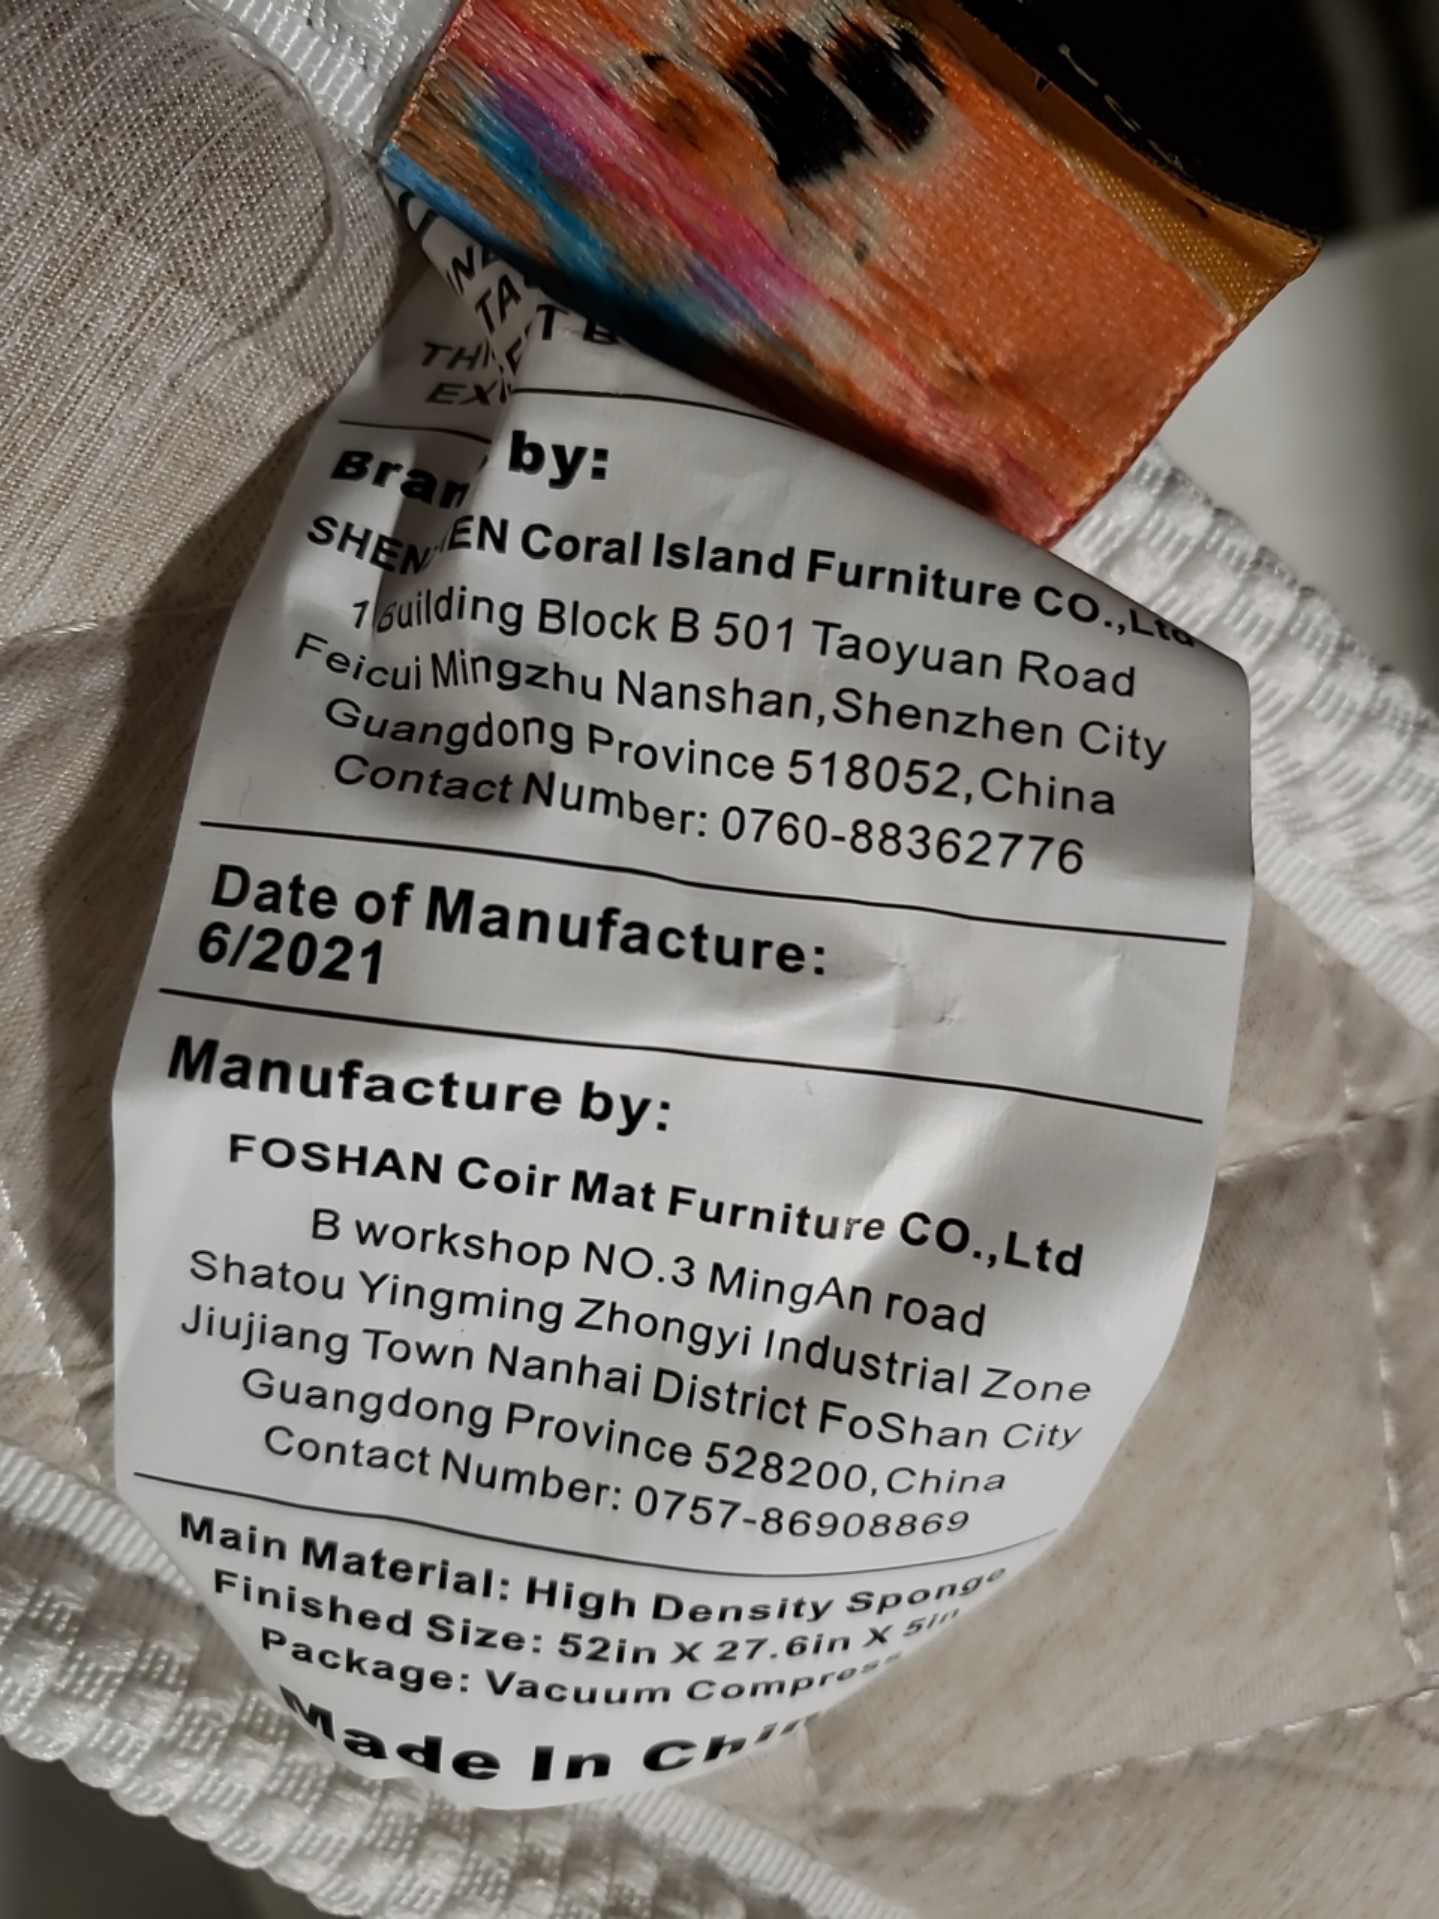 by:
SHENZHEN Coral Island Furniture CO.,Ltd
1 Building Block B 501 Taoyuan Road
Feicui Mingzhu Nanshan,Shenzhen City
Guangdong Province 518052,China
Contact Number: 0760-88362776
Date of Manufacture:
6/2021
Manufacture by:
FOSHAN Coir Mat Furniture CO.,Ltd
B workshop NO.3 MingAn road
Shatou Yingming Zhongyi Industrial Zone
Jiujiang Town Nanhai District FoShan City
Guangdong Province 528200,China
Contact Number: 0757-86908869
Main Material: High Density Sponge
Finished Size: 52in X 27.6in X 5in
Package: Vacuum
Made In